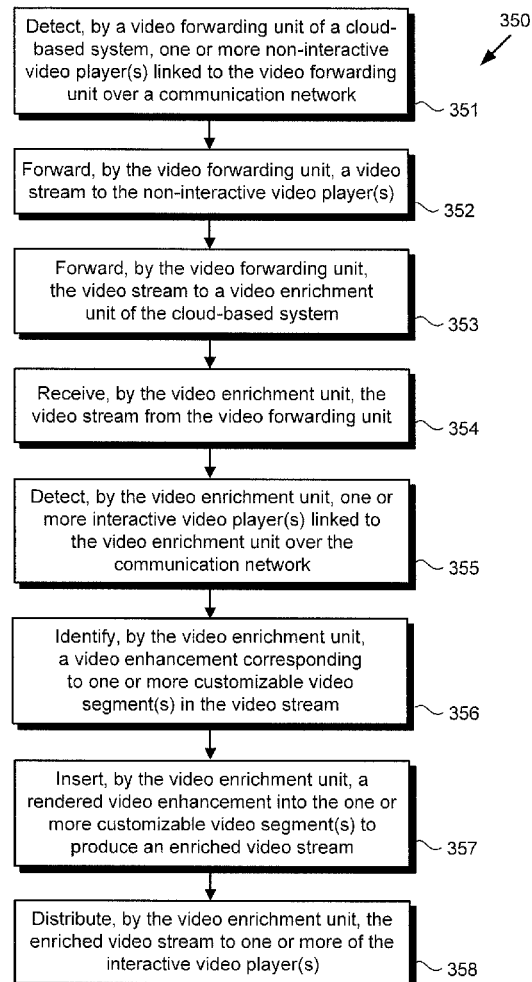 350
Detect, by a video forwarding unit of a cloud-
based system, one or more non-interactive
video player(s) linked to the video forwarding
unit over a communication network
351
Forward, by the video forwarding unit, a video
stream to the non-interactive video player(s)
352
Forward, by the video forwarding unit,
the video stream to a video enrichment
unit of the cloud-based system
353
Receive, by the video enrichment unit, the
video stream from the video forwarding unit
354
Detect, by the video enrichment unit, one or
more interactive video player(s) linked to
the video enrichment unit over the
communication network
355
Identify, by the video enrichment unit,
a video enhancement corresponding
to one or more customizable video
segment(s) in the video stream
356
Insert, by the video enrichment unit, a
rendered video enhancement into the one or
more customizable video segment(s) to
produce an enriched video stream
357
Distribute, by the video enrichment unit, the
enriched video stream to one or more of the
interactive video player(s)
358